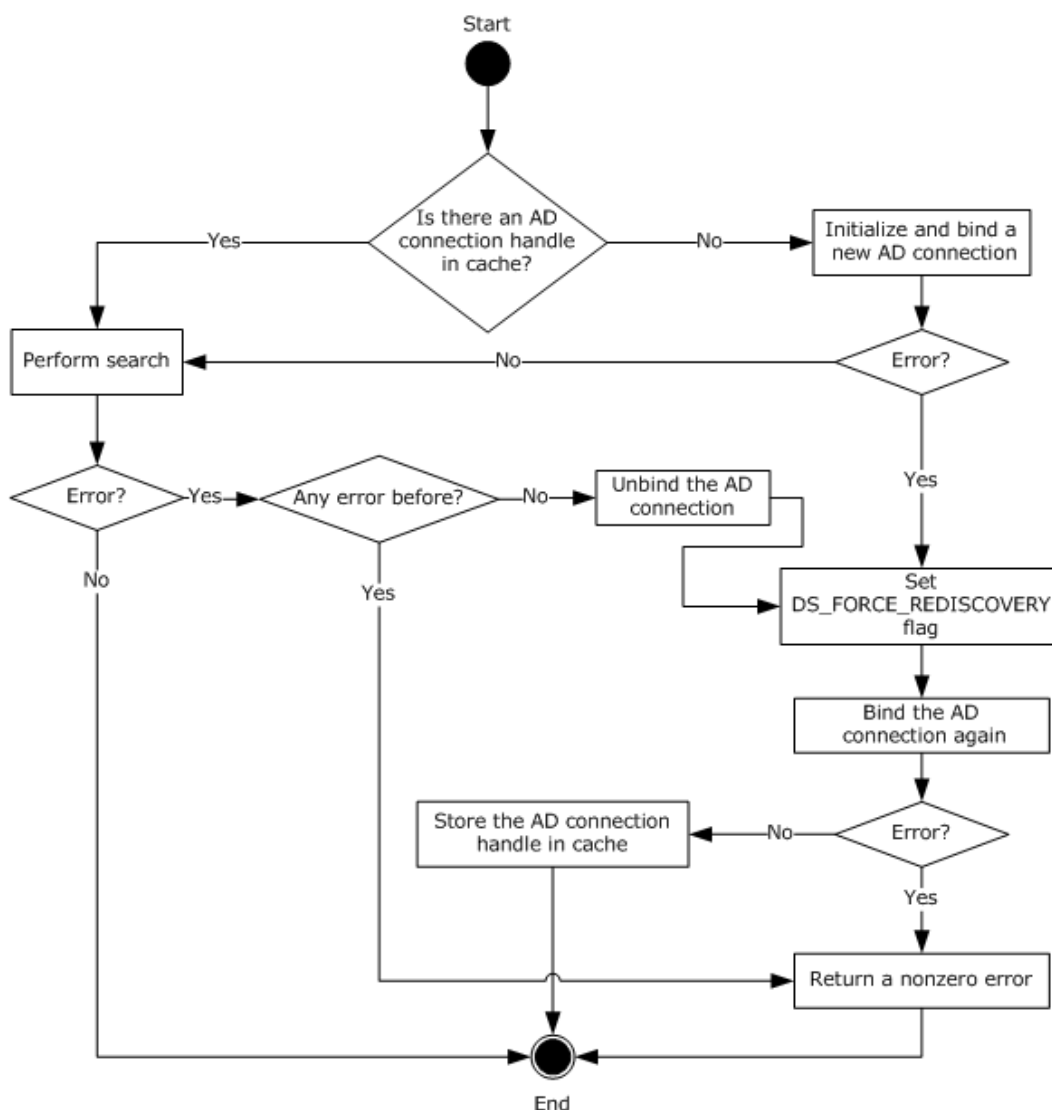 Start
Is there an AD
connection handle
in cache?
Yes
No
Initialize and bind a
new AD connection
Perform search
No
Error?
Yes
Error?
Yes
Any error before?
No
Unbind the AD
connection
No
Yes
Set
DS_FORCE_REDISCOVERY
flag
Bind the AD
connection again
Store the AD connection
handle in cache
No
Error?
Yes
Return a nonzero error
End